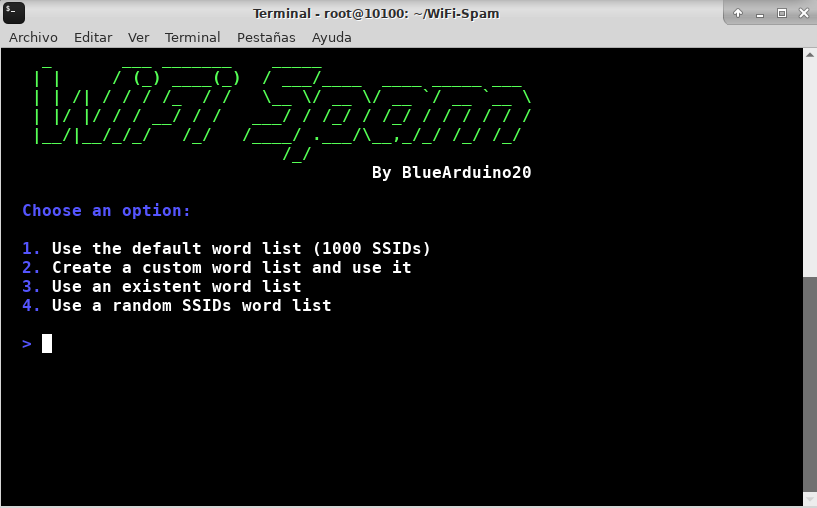 Terminal - root@10100: ~/WiFi-Spam
Archivo Editar Ver Terminal Pestañas Ayuda
WiFi Spam
By BlueArduino20
Choose an option:
1. Use the default word list (1000 SSIDs)
2. Create a custom word list and use it
3. Use an existent word list
4. Use a random SSIDs word list
>